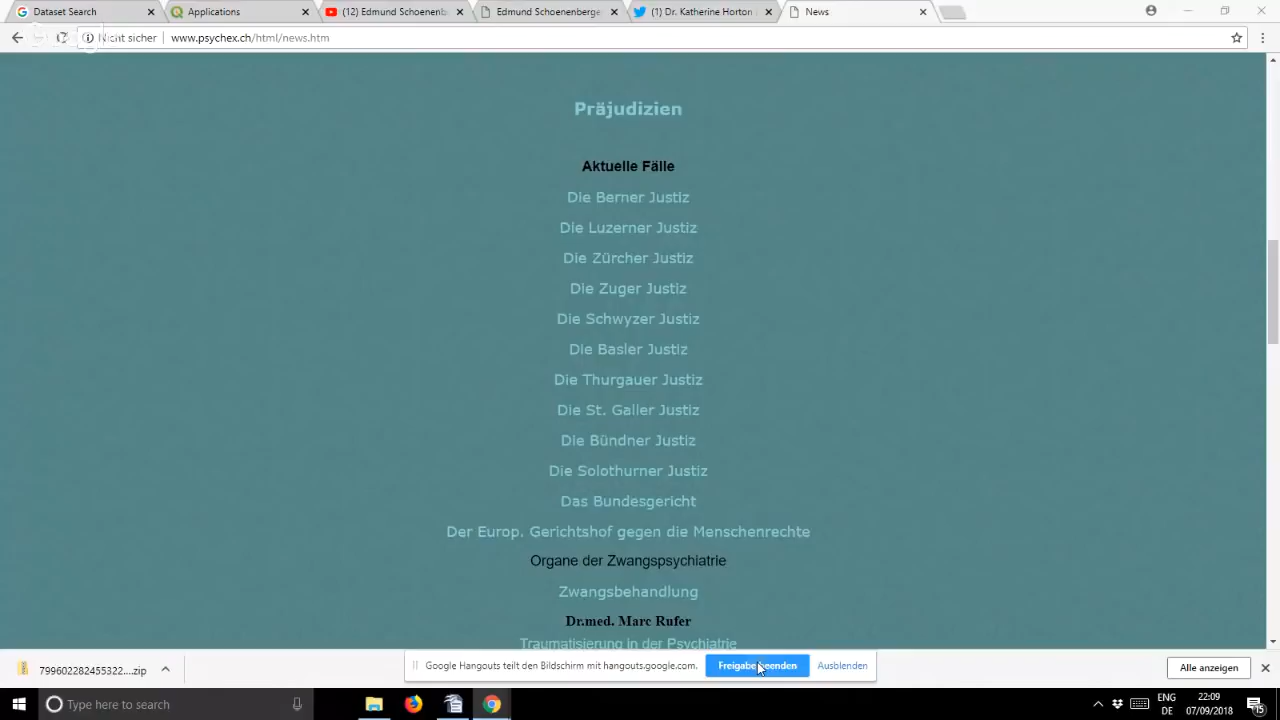 Dataset Search
Applications
(12) Edmund Schoenenb
Edmund Schoenenberge
(1) Dr. Katherine Horton
News
Nicht sicher
www.psychex.ch/html/news.htm
Präjudizien
Aktuelle Fälle
Die Berner Justiz
Die Luzerner Justiz
Die Zürcher Justiz
Die Zuger Justiz
Die Schwyzer Justiz
Die Basler Justiz
Die Thurgauer Justiz
Die St. Galler Justiz
Die Bündner Justiz
Die Solothurner Justiz
Das Bundesgericht
Der Europ. Gerichtshof gegen die Menschenrechte
Organe der Zwangspsychiatrie
Zwangsbehandlung
Dr.med. Marc Rufer
Traumatisierung in der Psychiatrie
799602282455322....zip
Google Hangouts teilt den Bildschirm mit hangouts.google.com.
Freigabe beenden
Ausblenden
Alle anzeigen
Type here to search
ENG
DE
22:09
07/09/2018
15